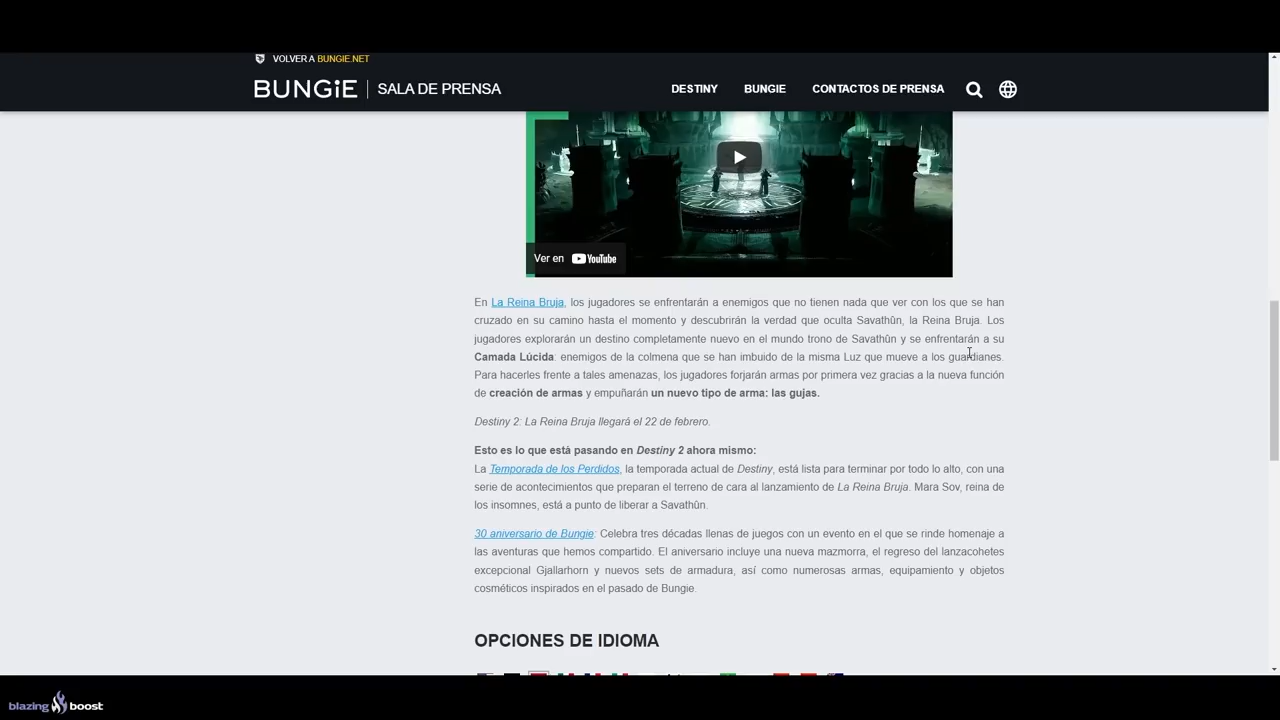 VOLVER A BUNGIE.NET
BUNGiE | SALA DE PRENSA
DESTINY BUNGIE CONTACTOS DE PRENSA
Ver en YouTube
En La Reina Bruja, los jugadores se enfrentarán a enemigos que no tienen nada que ver con los que se han
cruzado en su camino hasta el momento y descubrirán la verdad que oculta Savathûn, la Reina Bruja. Los
jugadores explorarán un destino completamente nuevo en el mundo trono de Savathûn y se enfrentarán a su
Camada Lúcida: enemigos de la colmena que se han imbuido de la misma Luz que mueve a los guardianes.
Para hacerles frente a tales amenazas, los jugadores forjarán armas por primera vez gracias a la nueva función
de creación de armas y empuñarán un nuevo tipo de arma: las gujas.
Destiny 2: La Reina Bruja llegará el 22 de febrero.
Esto es lo que está pasando en Destiny 2 ahora mismo:
La Temporada de los Perdidos, la temporada actual de Destiny, está lista para terminar por todo lo alto, con una
serie de acontecimientos que preparan el terreno de cara al lanzamiento de La Reina Bruja. Mara Sov, reina de
los insomnes, está a punto de liberar a Savathûn.
30 aniversario de Bungie: Celebra tres décadas llenas de juegos con un evento en el que se rinde homenaje a
las aventuras que hemos compartido. El aniversario incluye una nueva mazmorra, el regreso del lanzacohetes
excepcional Gjallarhorn y nuevos sets de armadura, así como numerosas armas, equipamiento y objetos
cosméticos inspirados en el pasado de Bungie.
OPCIONES DE IDIOMA
blazing boost